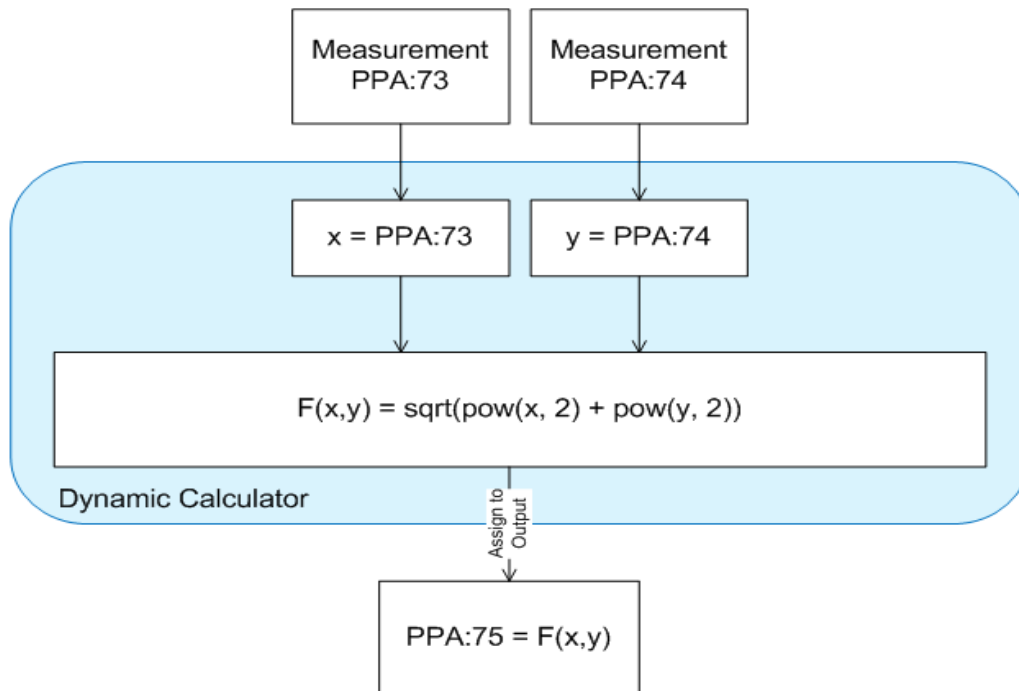 Measurement
PPA:73
Measurement
PPA:74
x = PPA:73
y = PPA:74
F(x,y) = sqrt(pow(x, 2) + pow(y, 2))
Dynamic Calculator
Assign to
Output
PPA:75 = F(x,y)